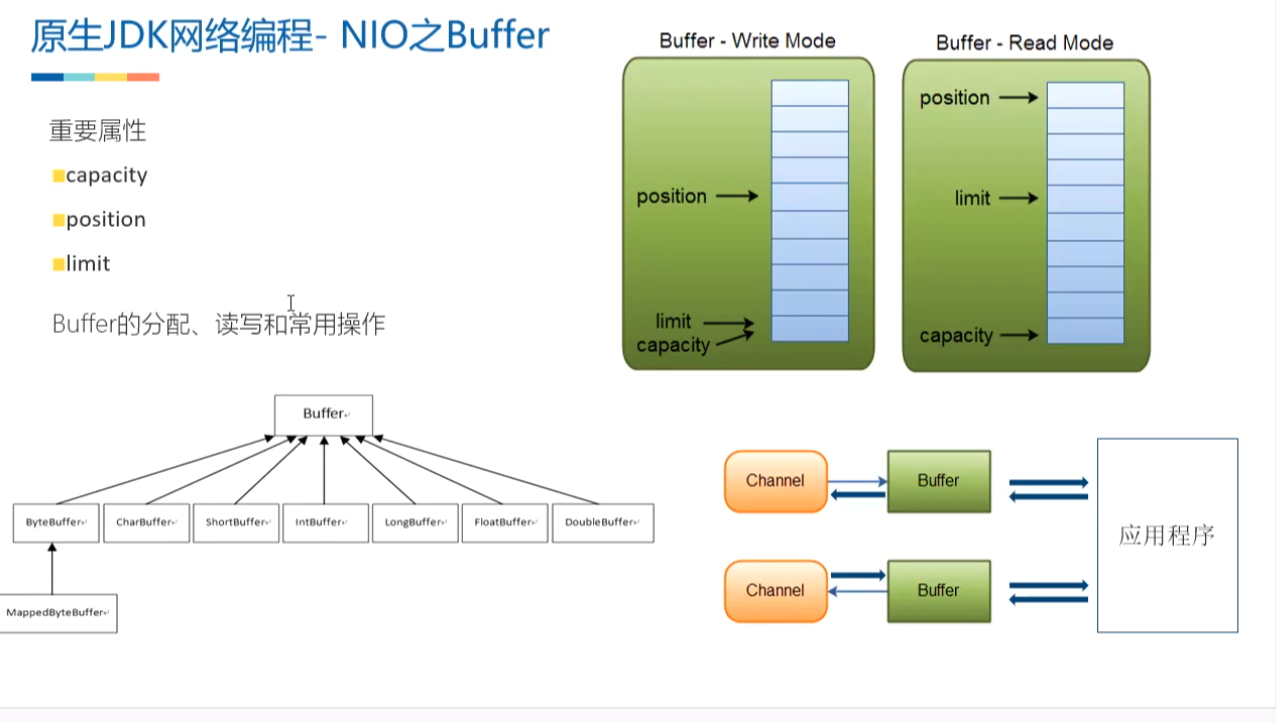 原生JDK网络编程- NIO之Buffer
重要属性
capacity
position
limit
Buffer的分配、读写和常用操作
Buffer - Write Mode
position
limit
capacity
Buffer - Read Mode
position
limit
capacity
Buffer
ByteBuffer
CharBuffer
ShortBuffer
IntBuffer
LongBuffer
FloatBuffer
DoubleBuffer
MappedByteBuffer
Channel
Buffer
Channel
Buffer
应用程序